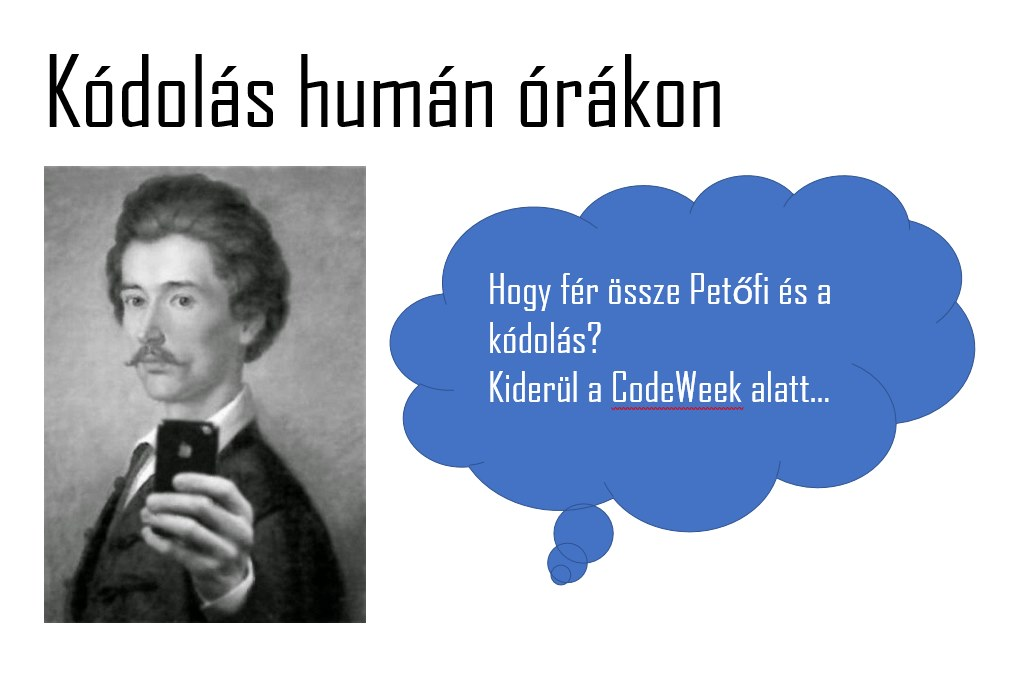 Kódolás humán órákon
Hogy fér össze Petőfi és a
kódolás?
Kiderül a CodeWeek alatt...